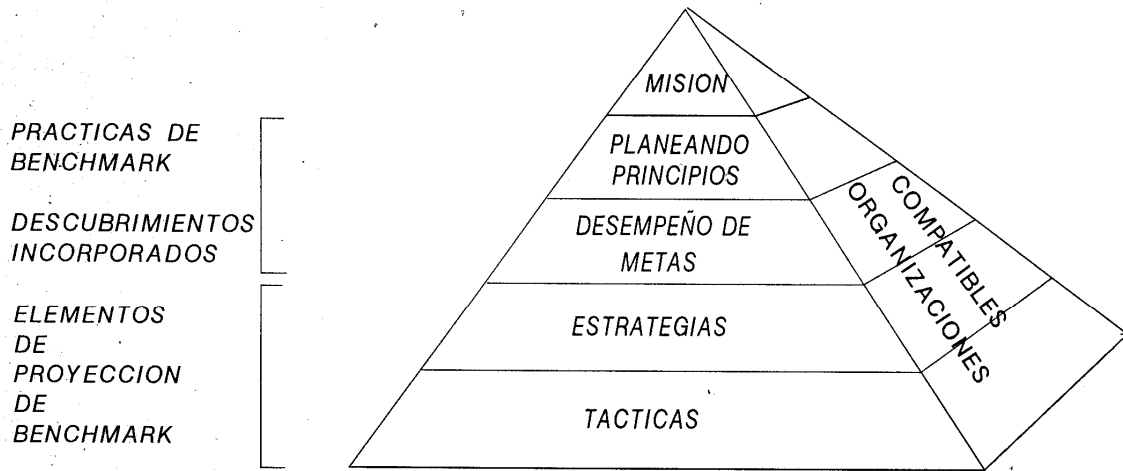 PRACTICAS DE
BENCHMARK
DESCUBRIMIENTOS
INCORPORADOS
ELEMENTOS
DE
PROYECCION
DE
BENCHMARK
MISION
PLANEANDO
PRINCIPIOS
DESEMPEÑO DE
METAS
ESTRATEGIAS
TACTICAS
COMPATIBLES
ORGANIZACIONES